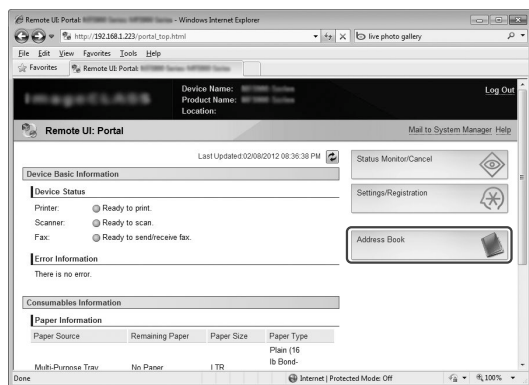 Remote UI: Portal: - Windows Internet Explorer
http://192.168.1.223/portal_top.html
live photo gallery
File Edit View Favorites Tools Help
Favorites
Remote UI: Portal:
Device Name:
Product Name:
Location:
Log Out
Remote UI: Portal
Mail to System Manager Help
Last Updated:02/08/2012 08:36:38 PM
Device Basic Information
Device Status
Printer: Ready to print.
Scanner: Ready to scan.
Fax: Ready to send/receive fax.
Error Information
There is no error.
Consumables Information
Paper Information
Paper Source Remaining Paper Paper Size Paper Type
Plain (16
lb Bond-
Multi-Purpose Tray No Paper LTR
Status Monitor/Cancel
Settings/Registration
Address Book
Done
Internet | Protected Mode: Off
100%